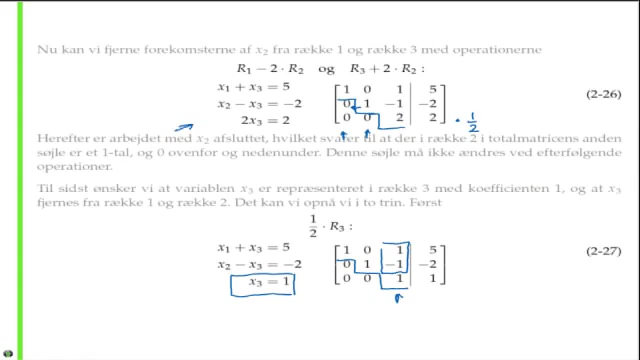 Nu kan vi fjerne forekomsterne af x₂ fra række 1 og række 3 med operationerne
R₁ − 2 · R₂ og R₃ + 2 · R₂ :
x₁ + x₃ = 5 [ 1 0 1 | 5 ]
x₂ − x₃ = −2 [ 0 1 −1 | −2 ] (2-26)
2x₃ = 2 [ 0 0 2 | 2 ] · 1/2
Herefter er arbejdet med x₂ afsluttet, hvilket svarer til at der i række 2 i totalmatricens anden
søjle er et 1-tal, og 0 ovenfor og nedenunder. Denne søjle må ikke ændres ved efterfølgende
operationer.
Til sidst ønsker vi at variablen x₃ er repræsenteret i række 3 med koefficienten 1, og at x₃
fjernes fra række 1 og række 2. Det kan vi opnå vi i to trin. Først
1/2 · R₃ :
x₁ + x₃ = 5 [ 1 0 1 | 5 ]
x₂ − x₃ = −2 [ 0 1 −1 | −2 ] (2-27)
x₃ = 1 [ 0 0 1 | 1 ]